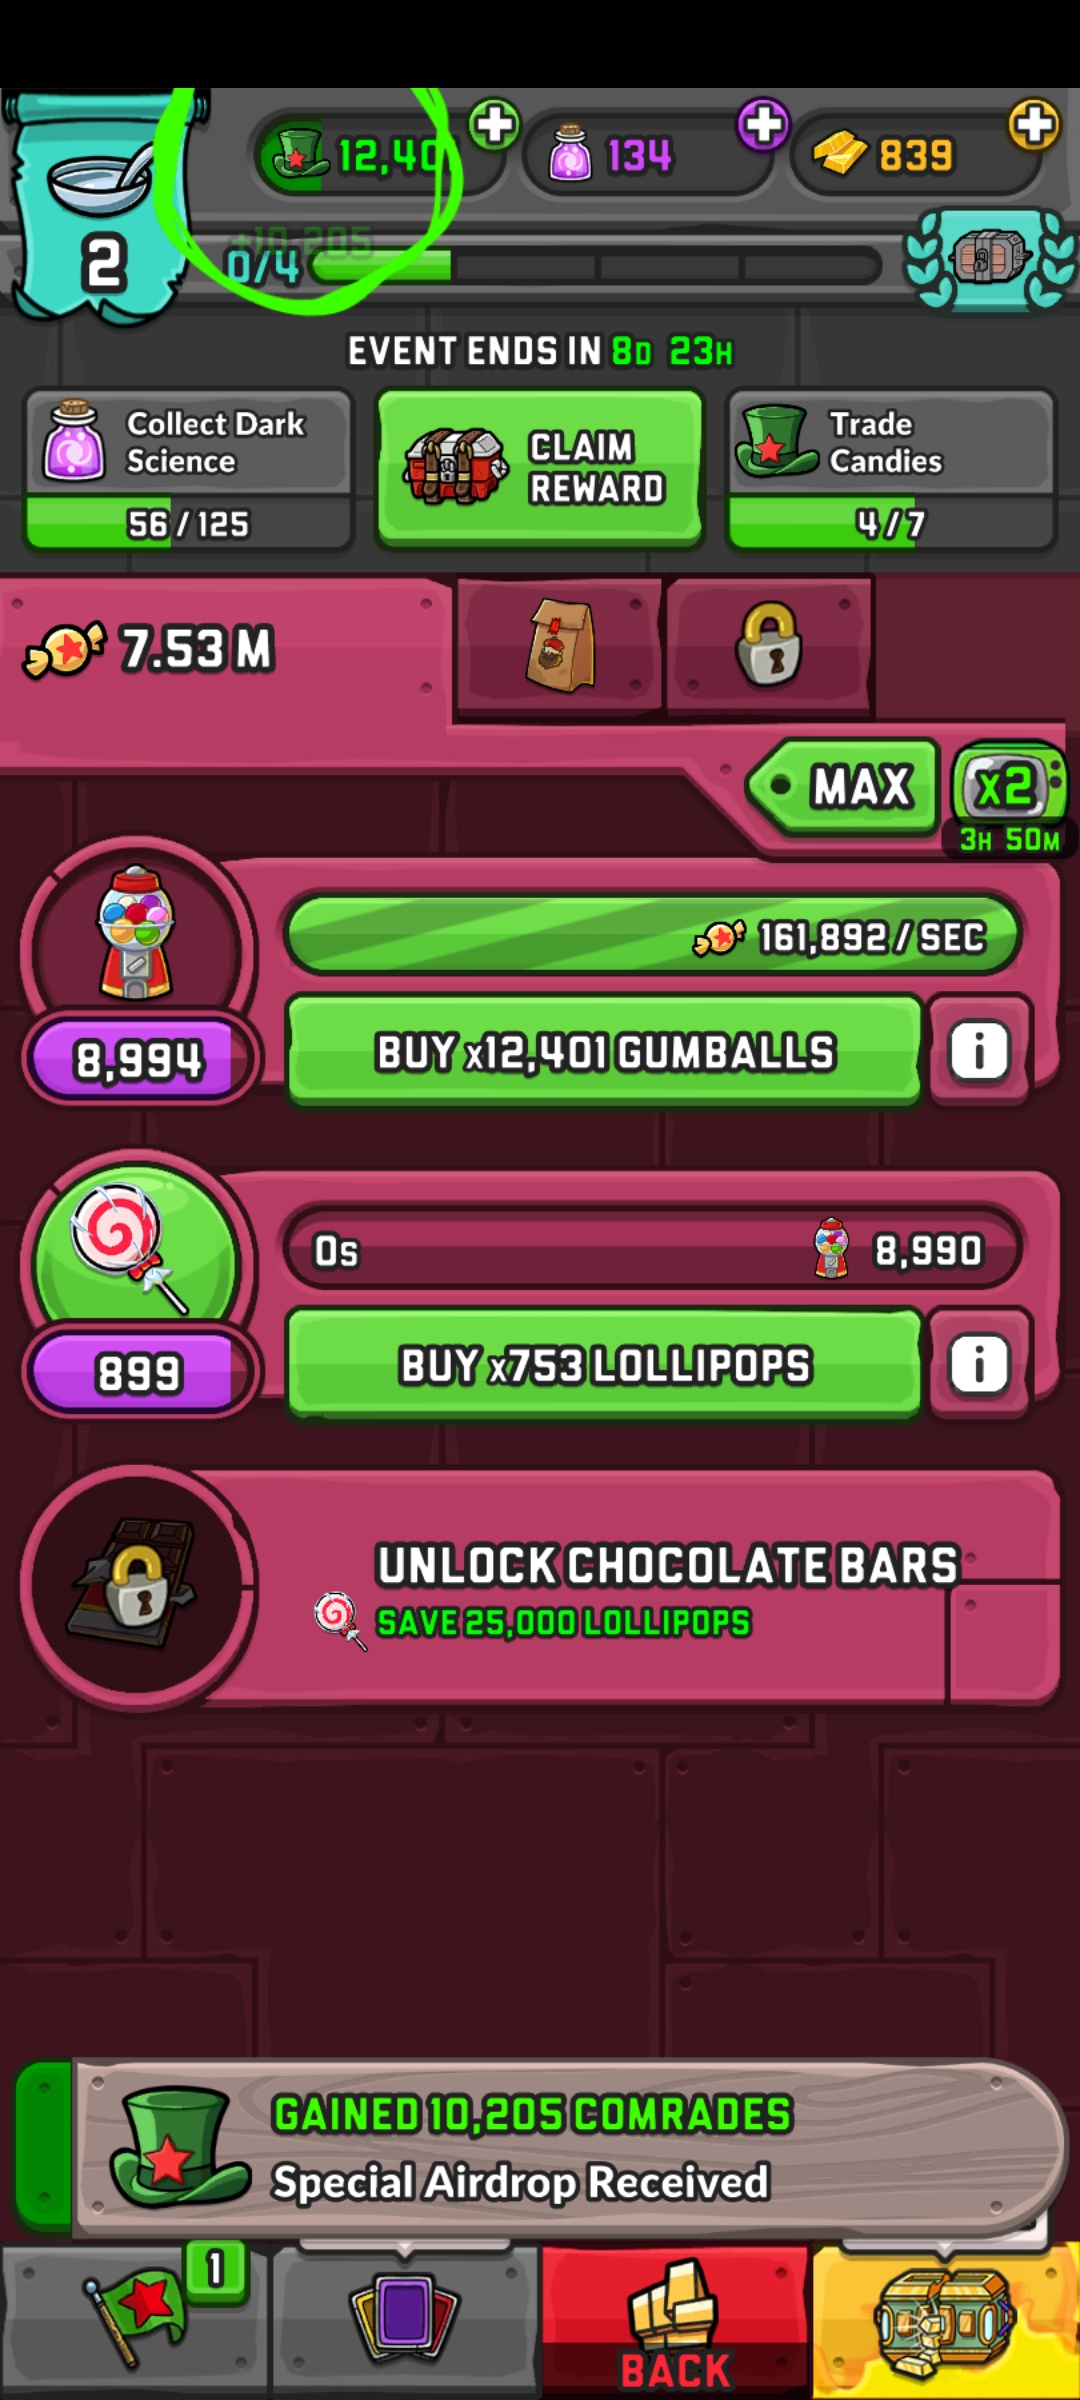 12,40
134
839
+10,205
2
0/4
EVENT ENDS IN 8D 23H
Collect Dark
Science
56 / 125
CLAIM
REWARD
Trade
Candies
4 / 7
7.53 M
MAX
x2
3H 50M
161,892 / SEC
8,994
BUY x12,401 GUMBALLS
i
0s
8,990
899
BUY x753 LOLLIPOPS
i
UNLOCK CHOCOLATE BARS
SAVE 25,000 LOLLIPOPS
GAINED 10,205 COMRADES
Special Airdrop Received
1
BACK